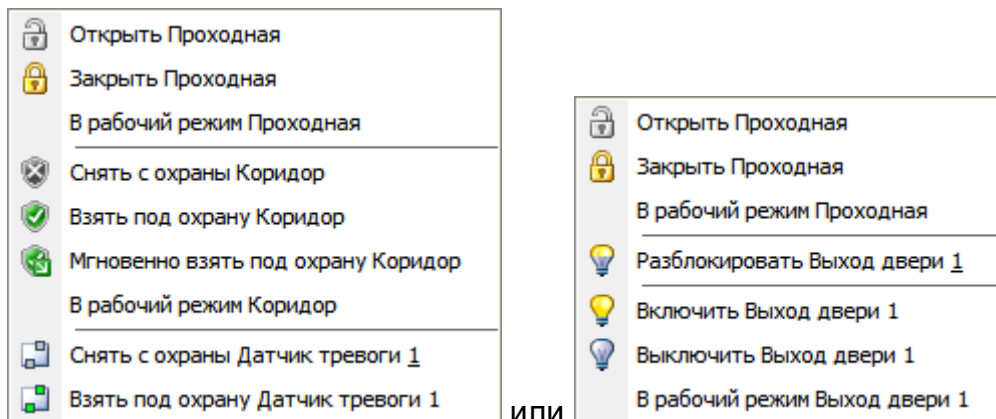 Открыть Проходная
Закрыть Проходная
В рабочий режим Проходная
Снять с охраны Коридор
Взять под охрану Коридор
Мгновенно взять под охрану Коридор
В рабочий режим Коридор
Снять с охраны Датчик тревоги 1
Взять под охрану Датчик тревоги 1
или
Открыть Проходная
Закрыть Проходная
В рабочий режим Проходная
Разблокировать Выход двери 1
Включить Выход двери 1
Выключить Выход двери 1
В рабочий режим Выход двери 1